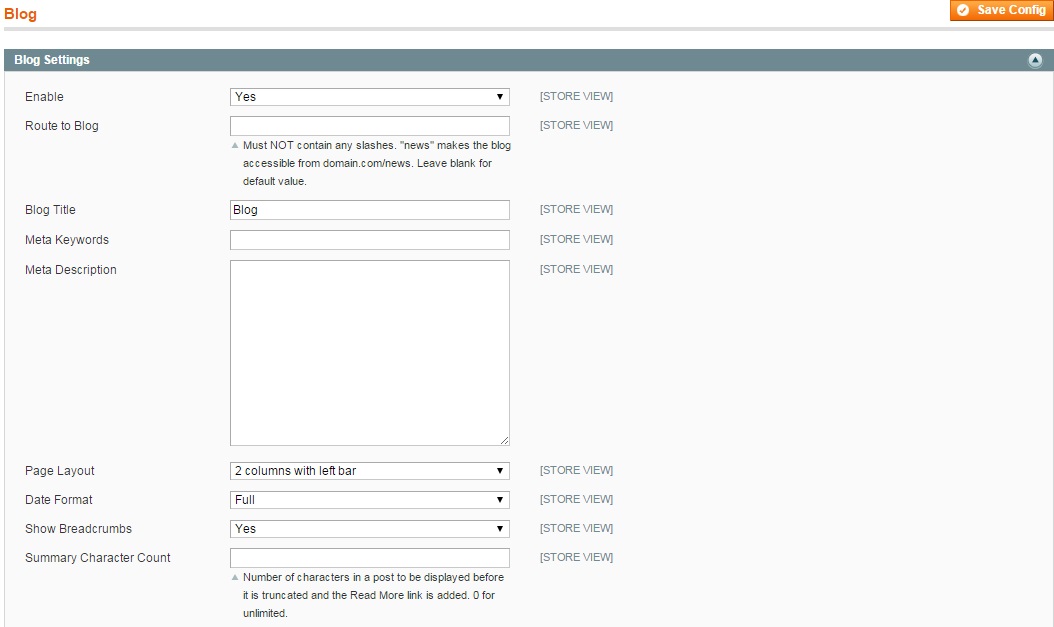 Blog
Save Config
Blog Settings
Enable Yes [STORE VIEW]
Route to Blog [STORE VIEW]
Must NOT contain any slashes. "news" makes the blog
accessible from domain.com/news. Leave blank for
default value.
Blog Title Blog [STORE VIEW]
Meta Keywords [STORE VIEW]
Meta Description [STORE VIEW]
Page Layout 2 columns with left bar [STORE VIEW]
Date Format Full [STORE VIEW]
Show Breadcrumbs Yes [STORE VIEW]
Summary Character Count [STORE VIEW]
Number of characters in a post to be displayed before
it is truncated and the Read More link is added. 0 for
unlimited.